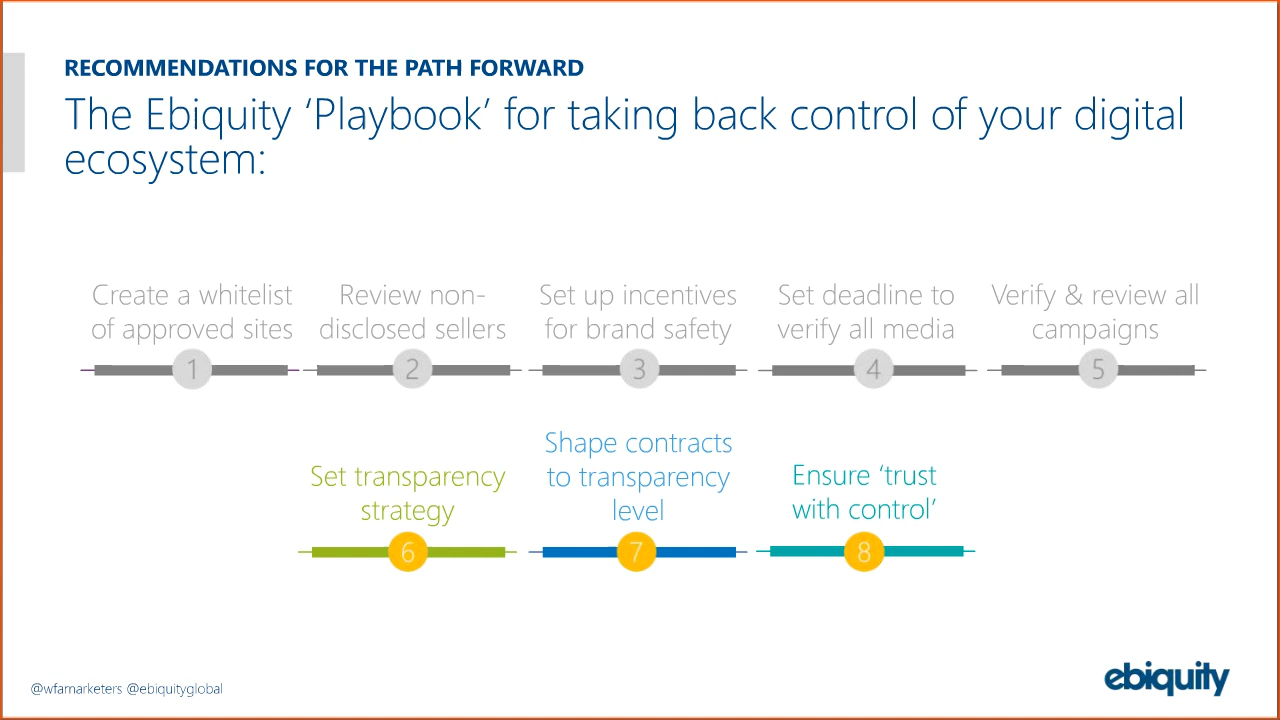 RECOMMENDATIONS FOR THE PATH FORWARD
The Ebiquity ‘Playbook’ for taking back control of your digital
ecosystem:
Create a whitelist
of approved sites
1
Review non-
disclosed sellers
2
Set up incentives
for brand safety
3
Set deadline to
verify all media
4
Verify & review all
campaigns
5
Set transparency
strategy
6
Shape contracts
to transparency
level
7
Ensure ‘trust
with control’
8
@wfamarketers @ebiquityglobal
ebiquity